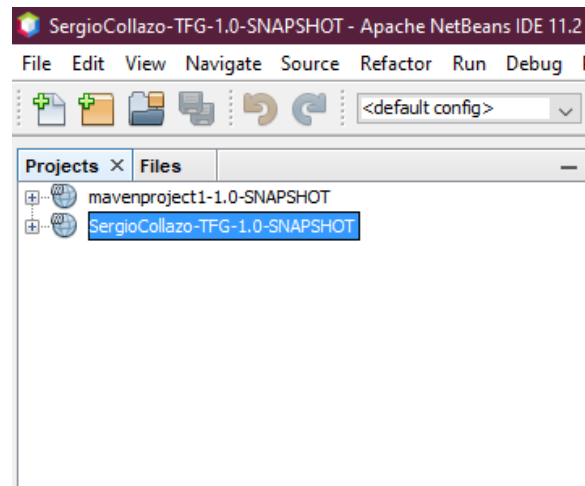 SergioCollazo-TFG-1.0-SNAPSHOT - Apache NetBeans IDE 11.2
File Edit View Navigate Source Refactor Run Debug
<default config>
Projects Files
mavenproject1-1.0-SNAPSHOT
SergioCollazo-TFG-1.0-SNAPSHOT